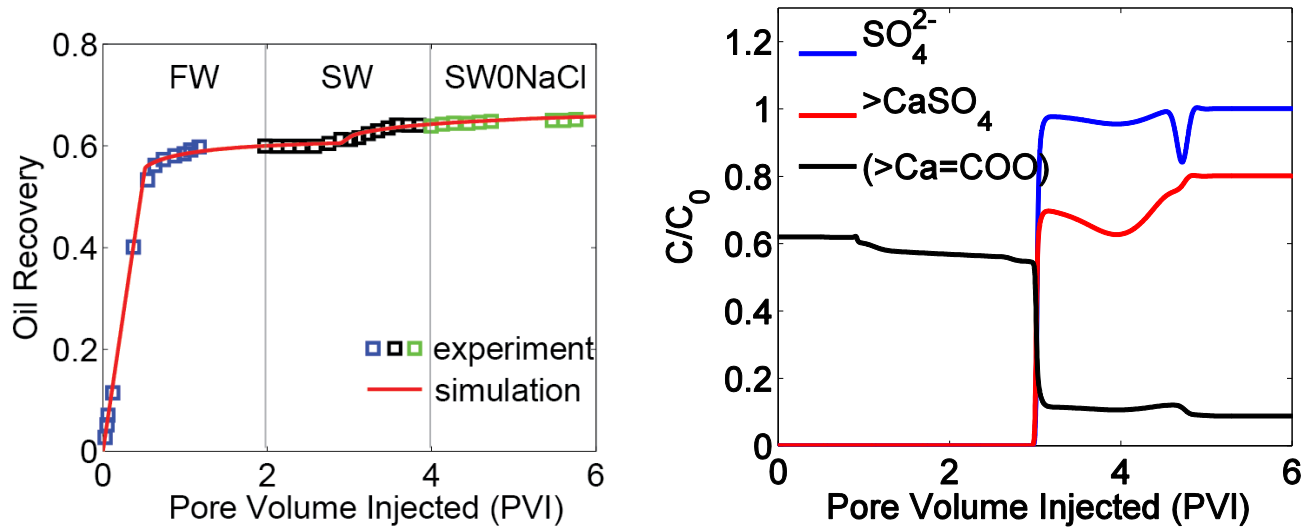 0.8
0.6
0.4
0.2
0
Oil Recovery
FW
SW
SW0NaCl
experiment
simulation
0
2
4
6
Pore Volume Injected (PVI)
1.2
1
0.8
0.6
0.4
0.2
0
C/C₀
SO₄²⁻
>CaSO₄
(>Ca=COO)
0
2
4
6
Pore Volume Injected (PVI)